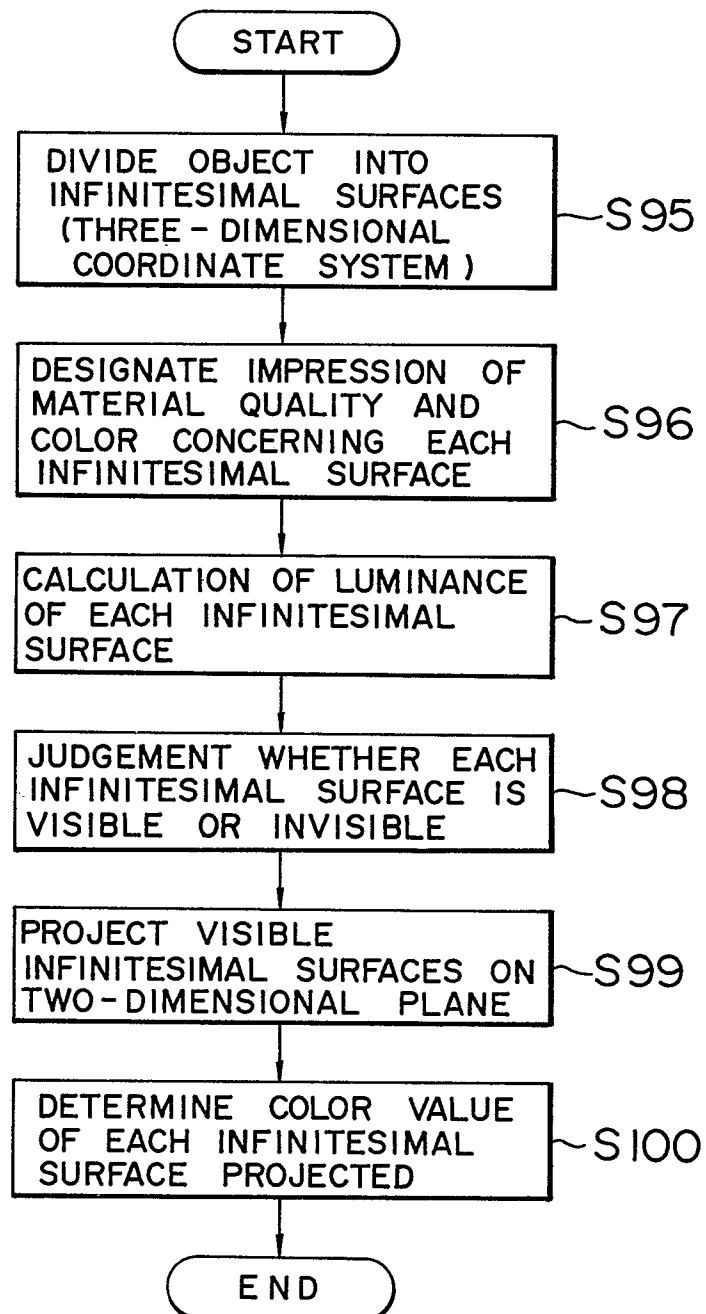 START
DIVIDE OBJECT INTO
INFINITESIMAL SURFACES
(THREE-DIMENSIONAL
COORDINATE SYSTEM)
S95
DESIGNATE IMPRESSION OF
MATERIAL QUALITY AND
COLOR CONCERNING EACH
INFINITESIMAL SURFACE
S96
CALCULATION OF LUMINANCE
OF EACH INFINITESIMAL
SURFACE
S97
JUDGEMENT WHETHER EACH
INFINITESIMAL SURFACE IS
VISIBLE OR INVISIBLE
S98
PROJECT VISIBLE
INFINITESIMAL SURFACES ON
TWO-DIMENSIONAL PLANE
S99
DETERMINE COLOR VALUE
OF EACH INFINITESIMAL
SURFACE PROJECTED
S100
END